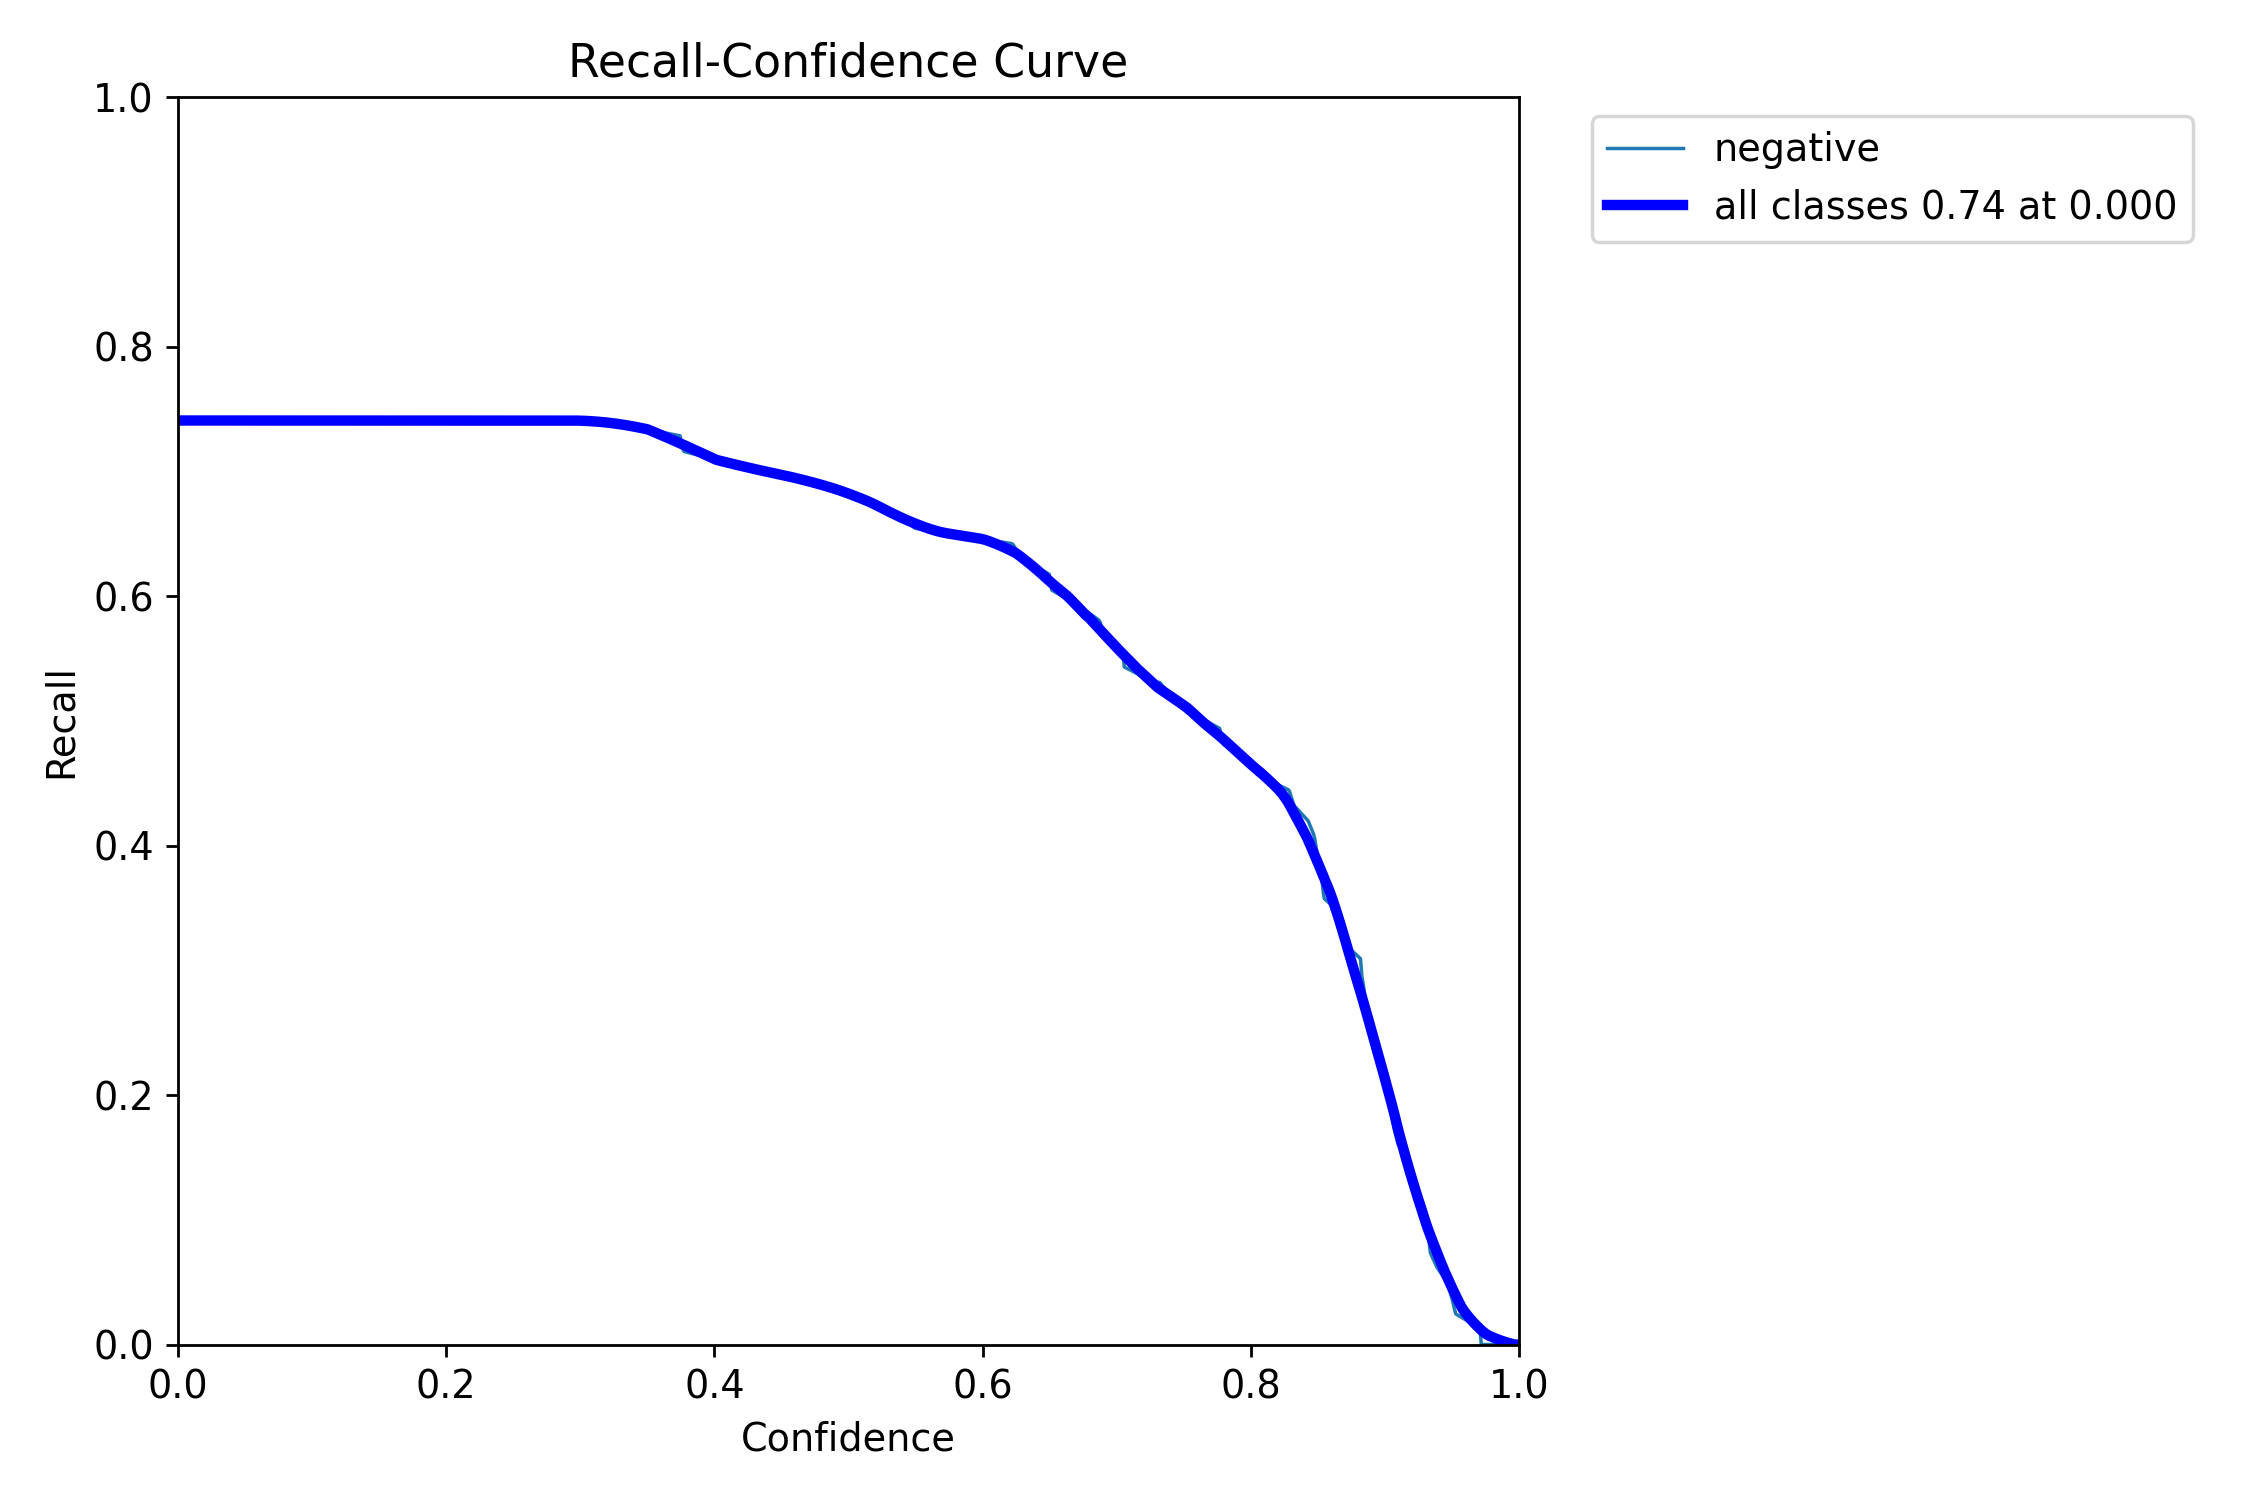 Recall-Confidence Curve
1.0
0.8
0.6
0.4
0.2
0.0
Recall
0.0 0.2 0.4 0.6 0.8 1.0
Confidence
negative
all classes 0.74 at 0.000